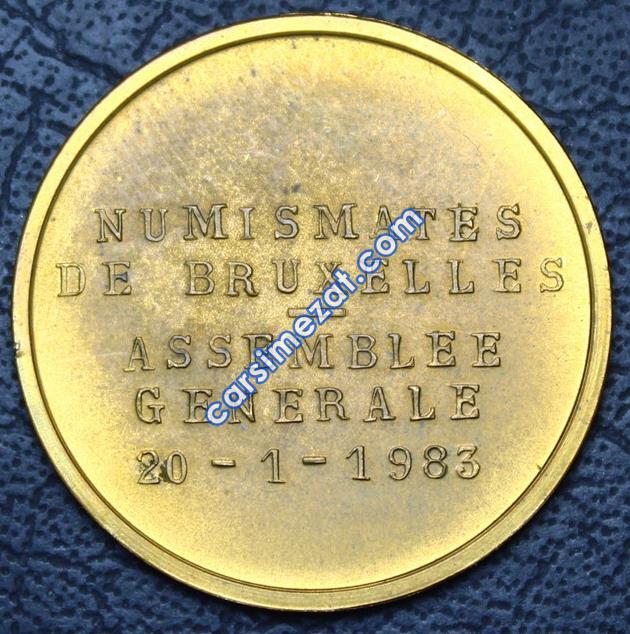 NUMISMATES
DE BRUXELLES
—
ASSEMBLEE
GENERALE
20-1-1983
carsimezat.com